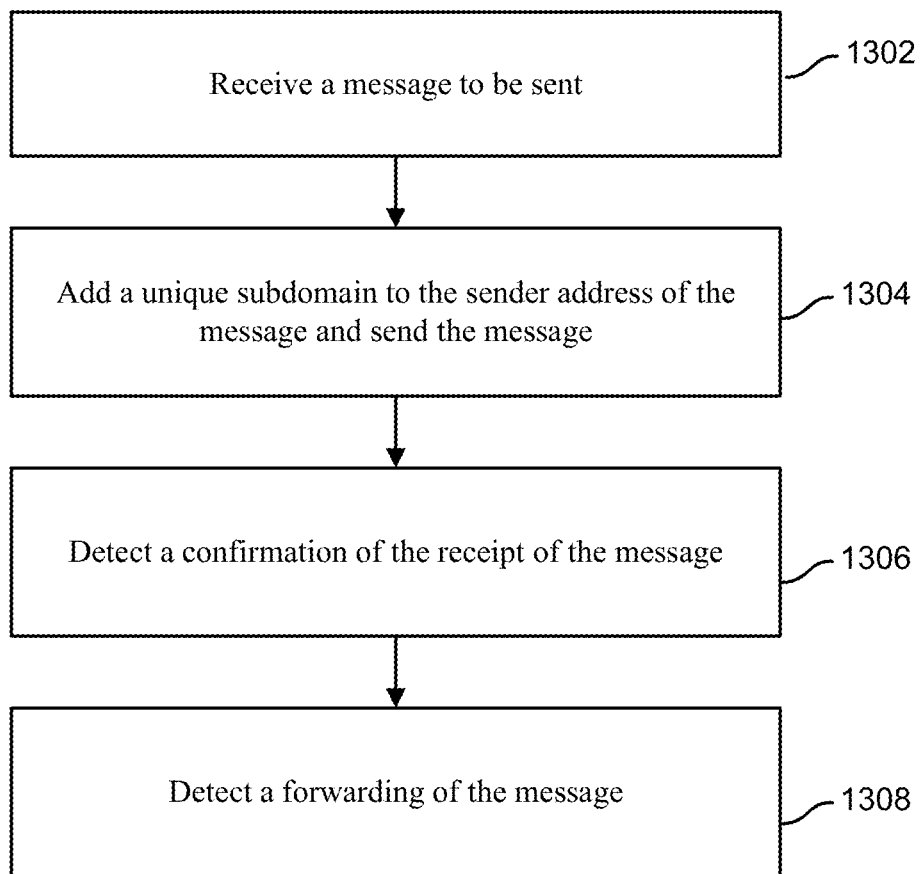 Receive a message to be sent
1302
Add a unique subdomain to the sender address of the
message and send the message
1304
Detect a confirmation of the receipt of the message
1306
Detect a forwarding of the message
1308